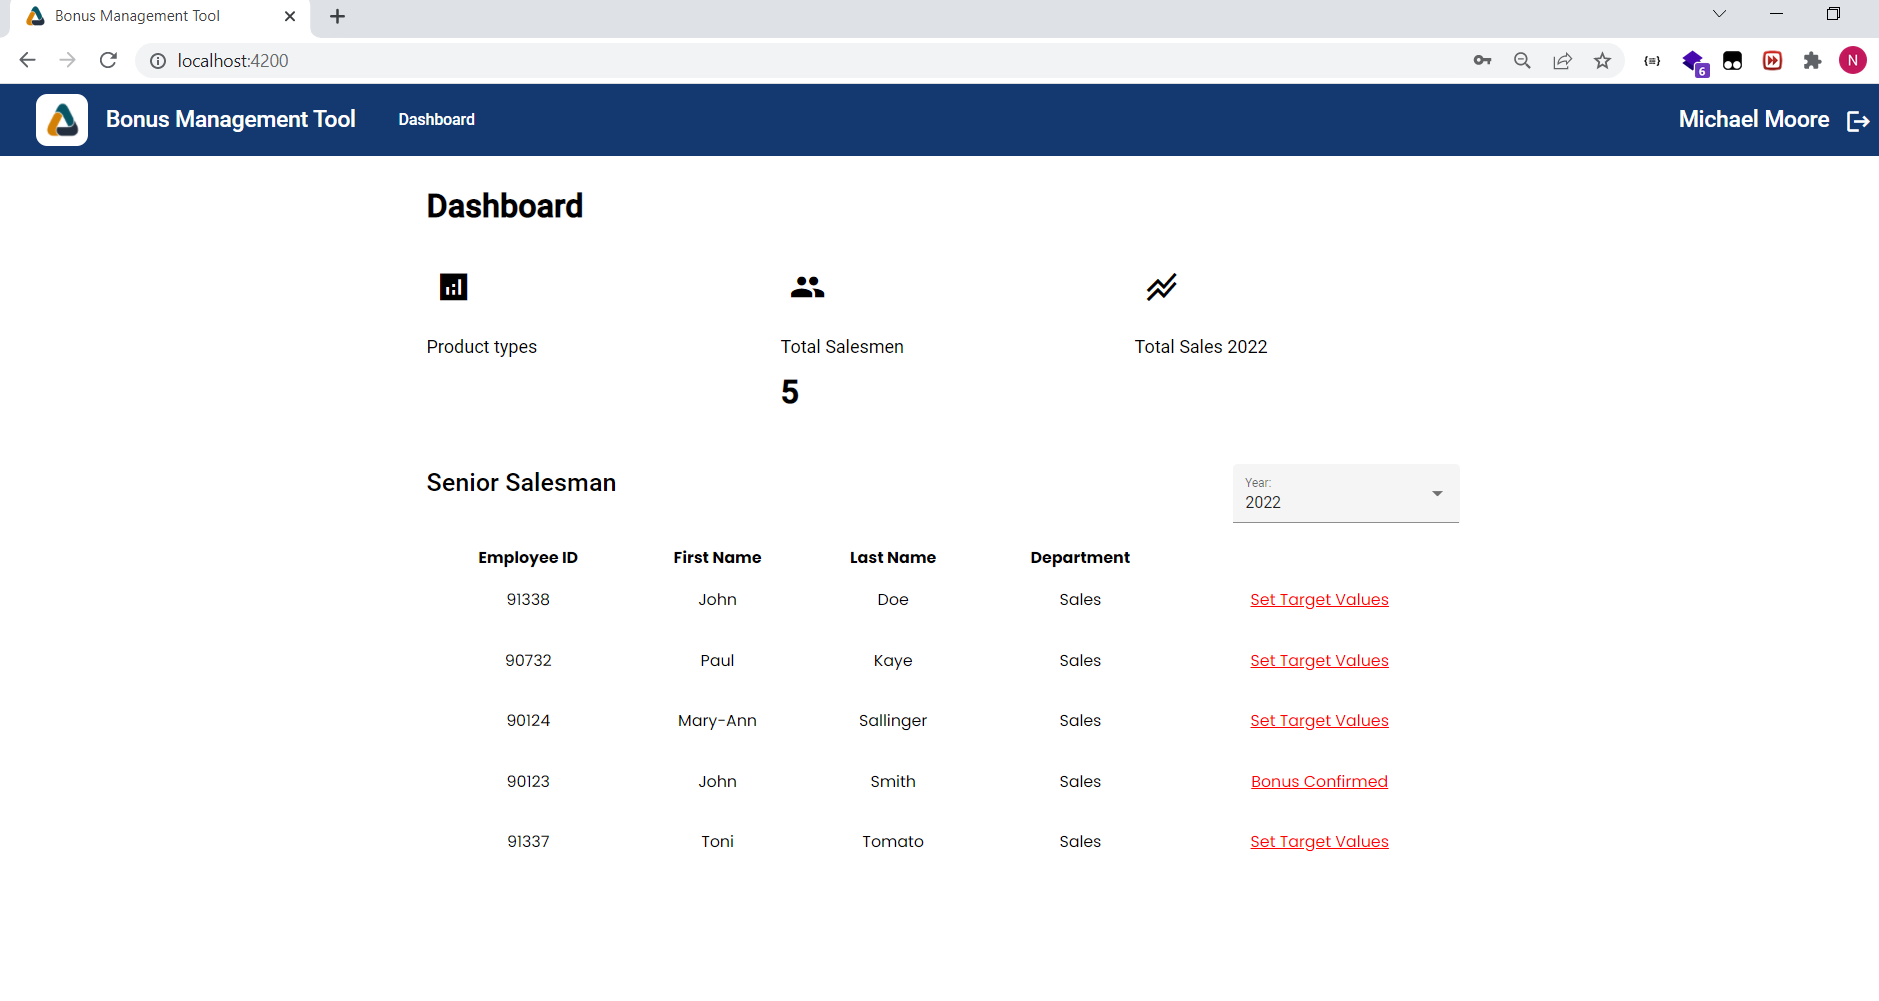 Bonus Management Tool
localhost:4200
6
N
Bonus Management Tool Dashboard Michael Moore
Dashboard
Product types Total Salesmen Total Sales 2022
5
Senior Salesman
Year:
2022
Employee ID First Name Last Name Department
91338 John Doe Sales Set Target Values
90732 Paul Kaye Sales Set Target Values
90124 Mary-Ann Sallinger Sales Set Target Values
90123 John Smith Sales Bonus Confirmed
91337 Toni Tomato Sales Set Target Values